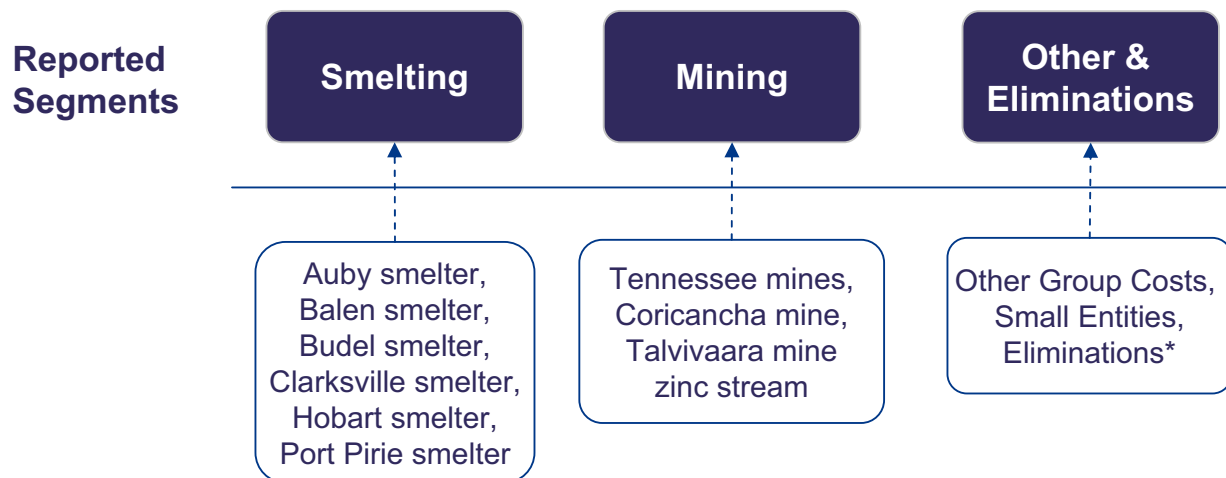 Reported
Segments
Smelting
Mining
Other &
Eliminations
Auby smelter,
Balen smelter,
Budel smelter,
Clarksville smelter,
Hobart smelter,
Port Pirie smelter
Tennessee mines,
Coricancha mine,
Talvivaara mine
zinc stream
Other Group Costs,
Small Entities,
Eliminations*